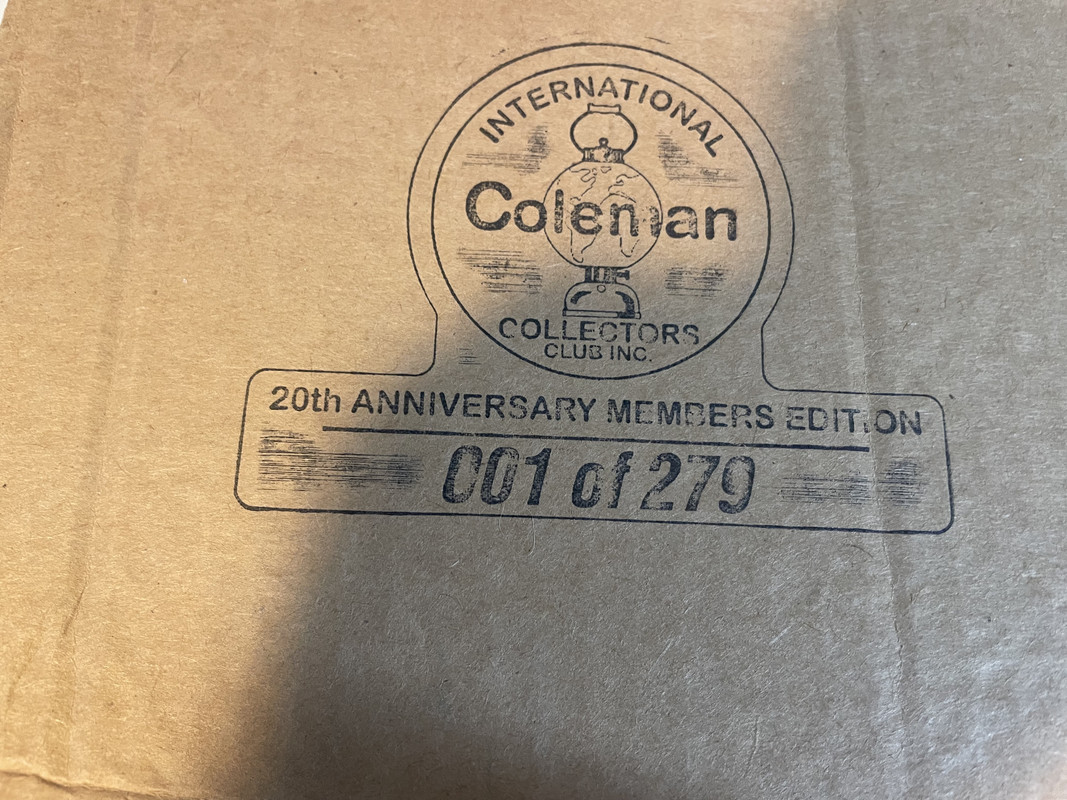 INTERNATIONAL
Coleman
COLLECTORS
CLUB INC.
20th ANNIVERSARY MEMBERS EDITION
001 of 279